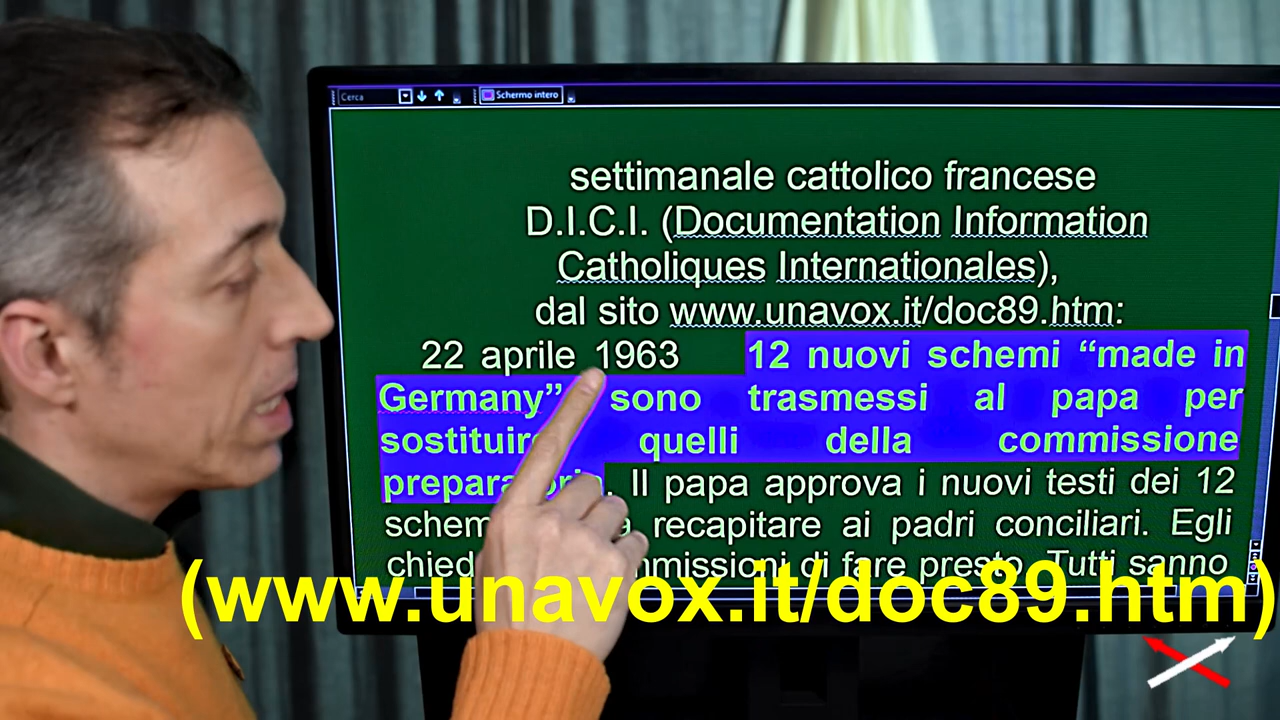 Cerca
Schermo intero
settimanale cattolico francese
D.I.C.I. (Documentation Information
Catholiques Internationales),
dal sito www.unavox.it/doc89.htm:
22 aprile 1963 12 nuovi schemi “made in
Germany” sono trasmessi al papa per
sostituire quelli della commissione
preparatoria. Il papa approva i nuovi testi dei 12
schem recapitare ai padri conciliari. Egli
chied di fare presto. Tutti sanno
(www.unavox.it/doc89.htm)